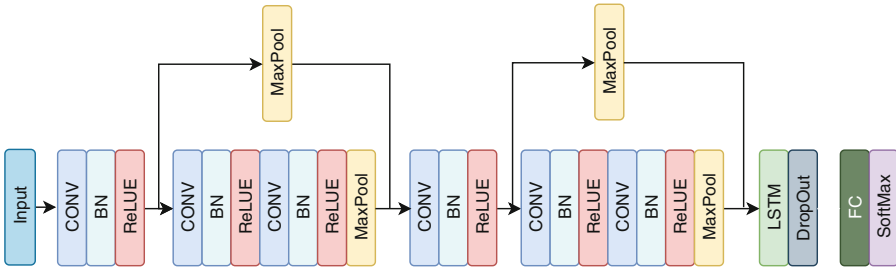 MaxPool
MaxPool
Input
CONV
BN
ReLUE
CONV
BN
ReLUE
CONV
BN
ReLUE
MaxPool
CONV
BN
ReLUE
CONV
BN
ReLUE
CONV
BN
ReLUE
MaxPool
LSTM
DropOut
FC
SoftMax